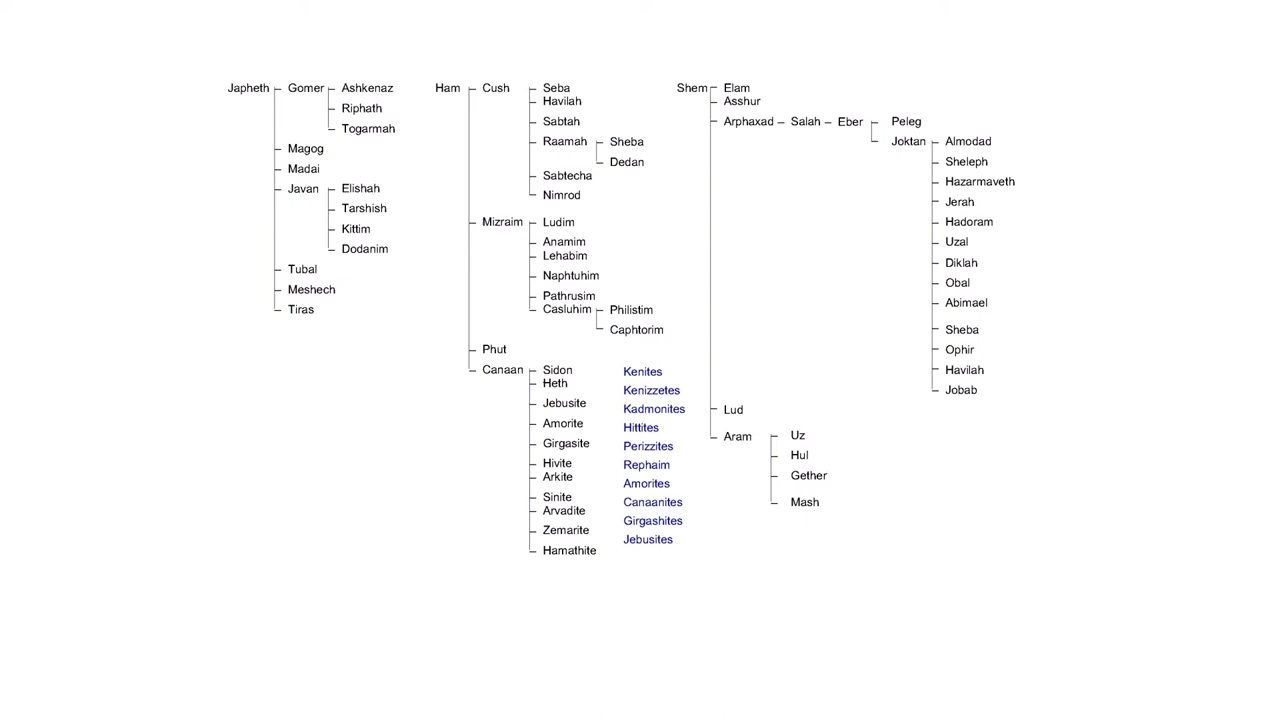 Japheth
Gomer
Ashkenaz
Riphath
Togarmah
Magog
Madai
Javan
Elishah
Tarshish
Kittim
Dodanim
Tubal
Meshech
Tiras
Ham
Cush
Seba
Havilah
Sabtah
Raamah
Sheba
Dedan
Sabtecha
Nimrod
Mizraim
Ludim
Anamim
Lehabim
Naphtuhim
Pathrusim
Casluhim
Philistim
Caphtorim
Phut
Canaan
Sidon
Heth
Jebusite
Amorite
Girgasite
Hivite
Arkite
Sinite
Arvadite
Zemarite
Hamathite
Kenites
Kenizzetes
Kadmonites
Hittites
Perizzites
Rephaim
Amorites
Canaanites
Girgashites
Jebusites
Shem
Elam
Asshur
Arphaxad
Salah
Eber
Peleg
Joktan
Almodad
Sheleph
Hazarmaveth
Jerah
Hadoram
Uzal
Diklah
Obal
Abimael
Sheba
Ophir
Havilah
Jobab
Lud
Aram
Uz
Hul
Gether
Mash